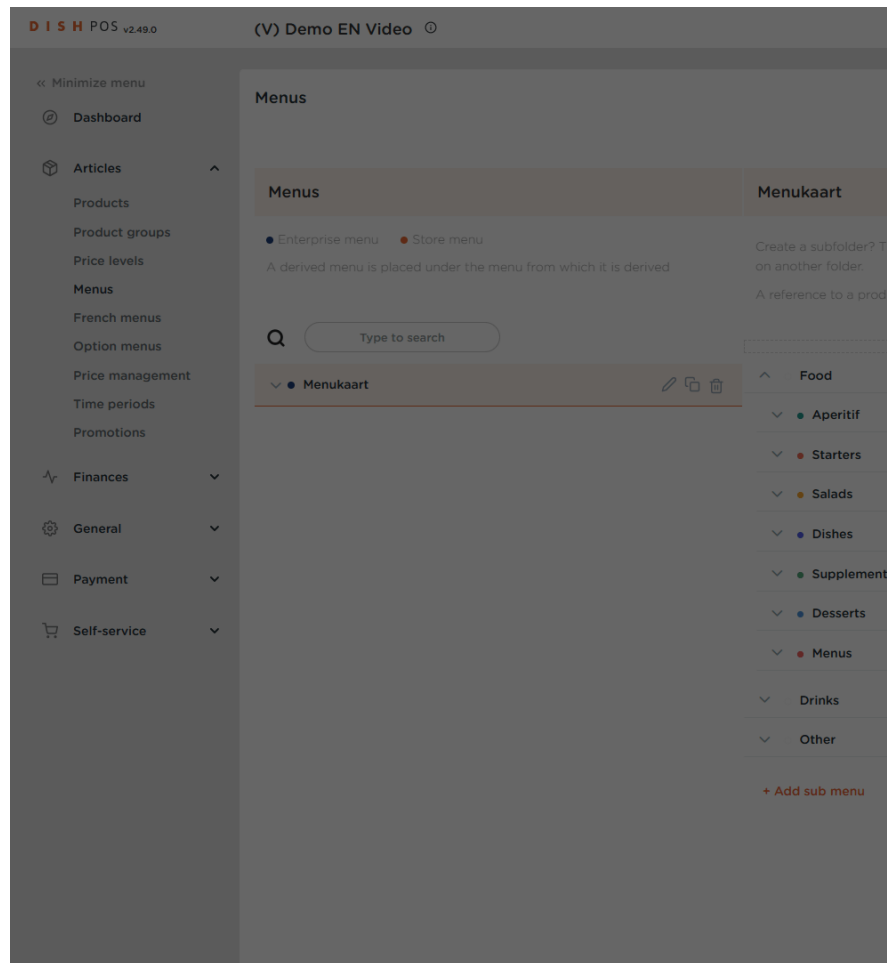 DISH POS v2.49.0
(V) Demo EN Video
« Minimize menu
Dashboard
Articles
Products
Product groups
Price levels
Menus
French menus
Option menus
Price management
Time periods
Promotions
Finances
General
Payment
Self-service
Menus
Menus
Enterprise menu
Store menu
A derived menu is placed under the menu from which it is derived
Type to search
Menukaart
Menukaart
Create a subfolder? T
on another folder.
A reference to a prod
Food
Aperitif
Starters
Salads
Dishes
Supplement
Desserts
Menus
Drinks
Other
+ Add sub menu